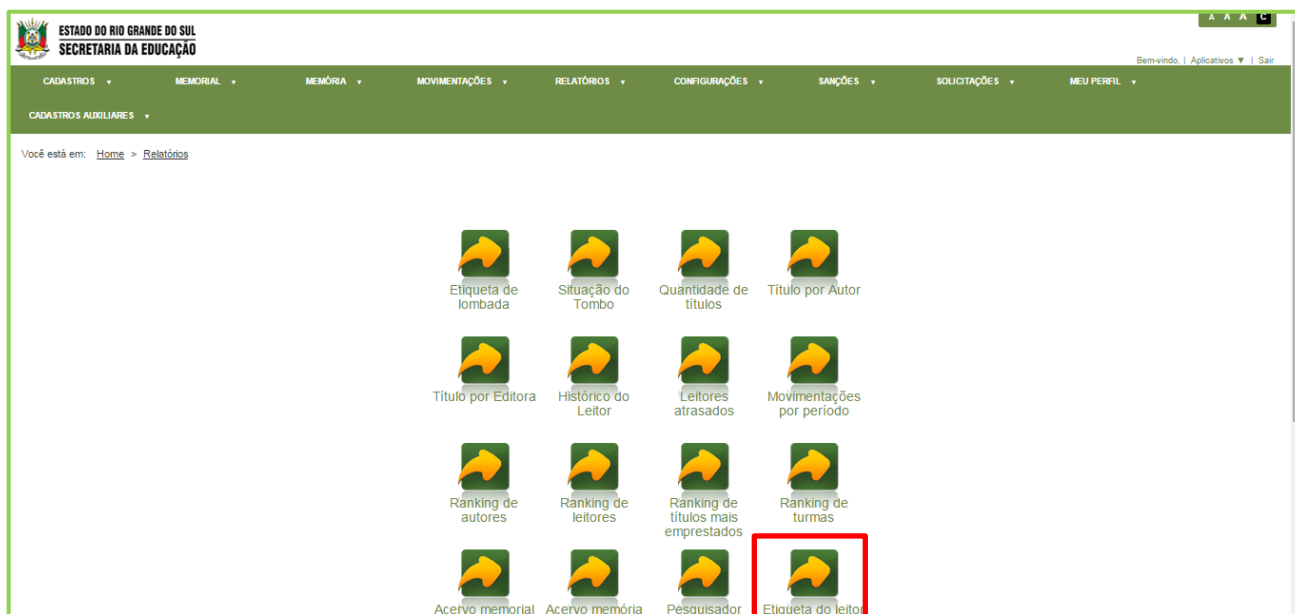 A A A C
ESTADO DO RIO GRANDE DO SUL
SECRETARIA DA EDUCAÇÃO
Bem-vindo, | Aplicativos ▼ | Sair
CADASTROS ▼ MEMORIAL ▼ MEMÓRIA ▼ MOVIMENTAÇÕES ▼ RELATÓRIOS ▼ CONFIGURAÇÕES ▼ SANÇÕES ▼ SOLICITAÇÕES ▼ MEU PERFIL ▼
CADASTROS AUXILIARES ▼
Você está em: Home > Relatórios
Etiqueta de lombada
Situação do Tombo
Quantidade de títulos
Título por Autor
Título por Editora
Histórico do Leitor
Leitores atrasados
Movimentações por período
Ranking de autores
Ranking de leitores
Ranking de títulos mais emprestados
Ranking de turmas
Acervo memorial
Acervo memória
Pesquisador
Etiqueta do leitor